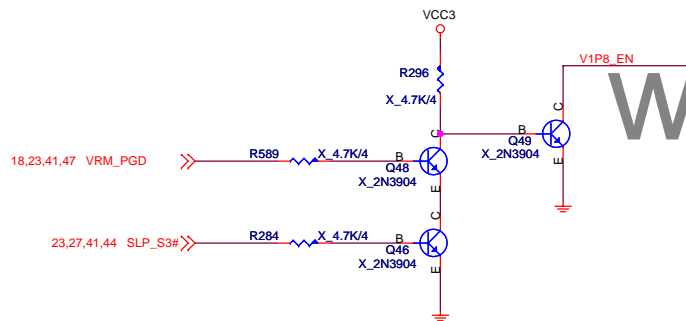 VCC3
V1P8_EN
R296
X_4.7K/4
C
B
Q49
X_2N3904
E
W
18,23,41,47 VRM_PGD
R589
X_4.7K/4
C
B
Q48
X_2N3904
E
23,27,41,44 SLP_S3#
R284
X_4.7K/4
C
B
Q46
X_2N3904
E